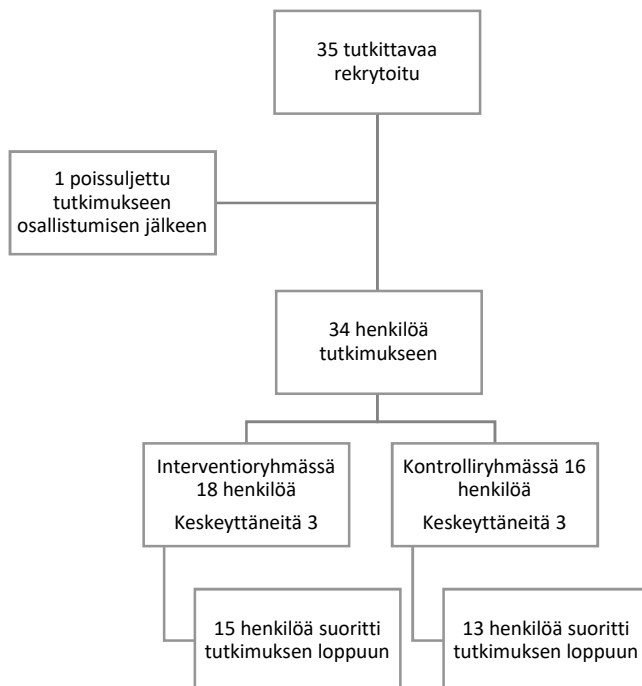 35 tutkittavaa
rekrytoitu
1 poissuljettu
tutkimukseen
osallistumisen jälkeen
34 henkilöä
tutkimukseen
Interventioryhmässä
18 henkilöä
Keskeyttäneitä 3
Kontrolliryhmässä 16
henkilöä
Keskeyttäneitä 3
15 henkilöä suoritti
tutkimuksen loppuun
13 henkilöä suoritti
tutkimuksen loppuun